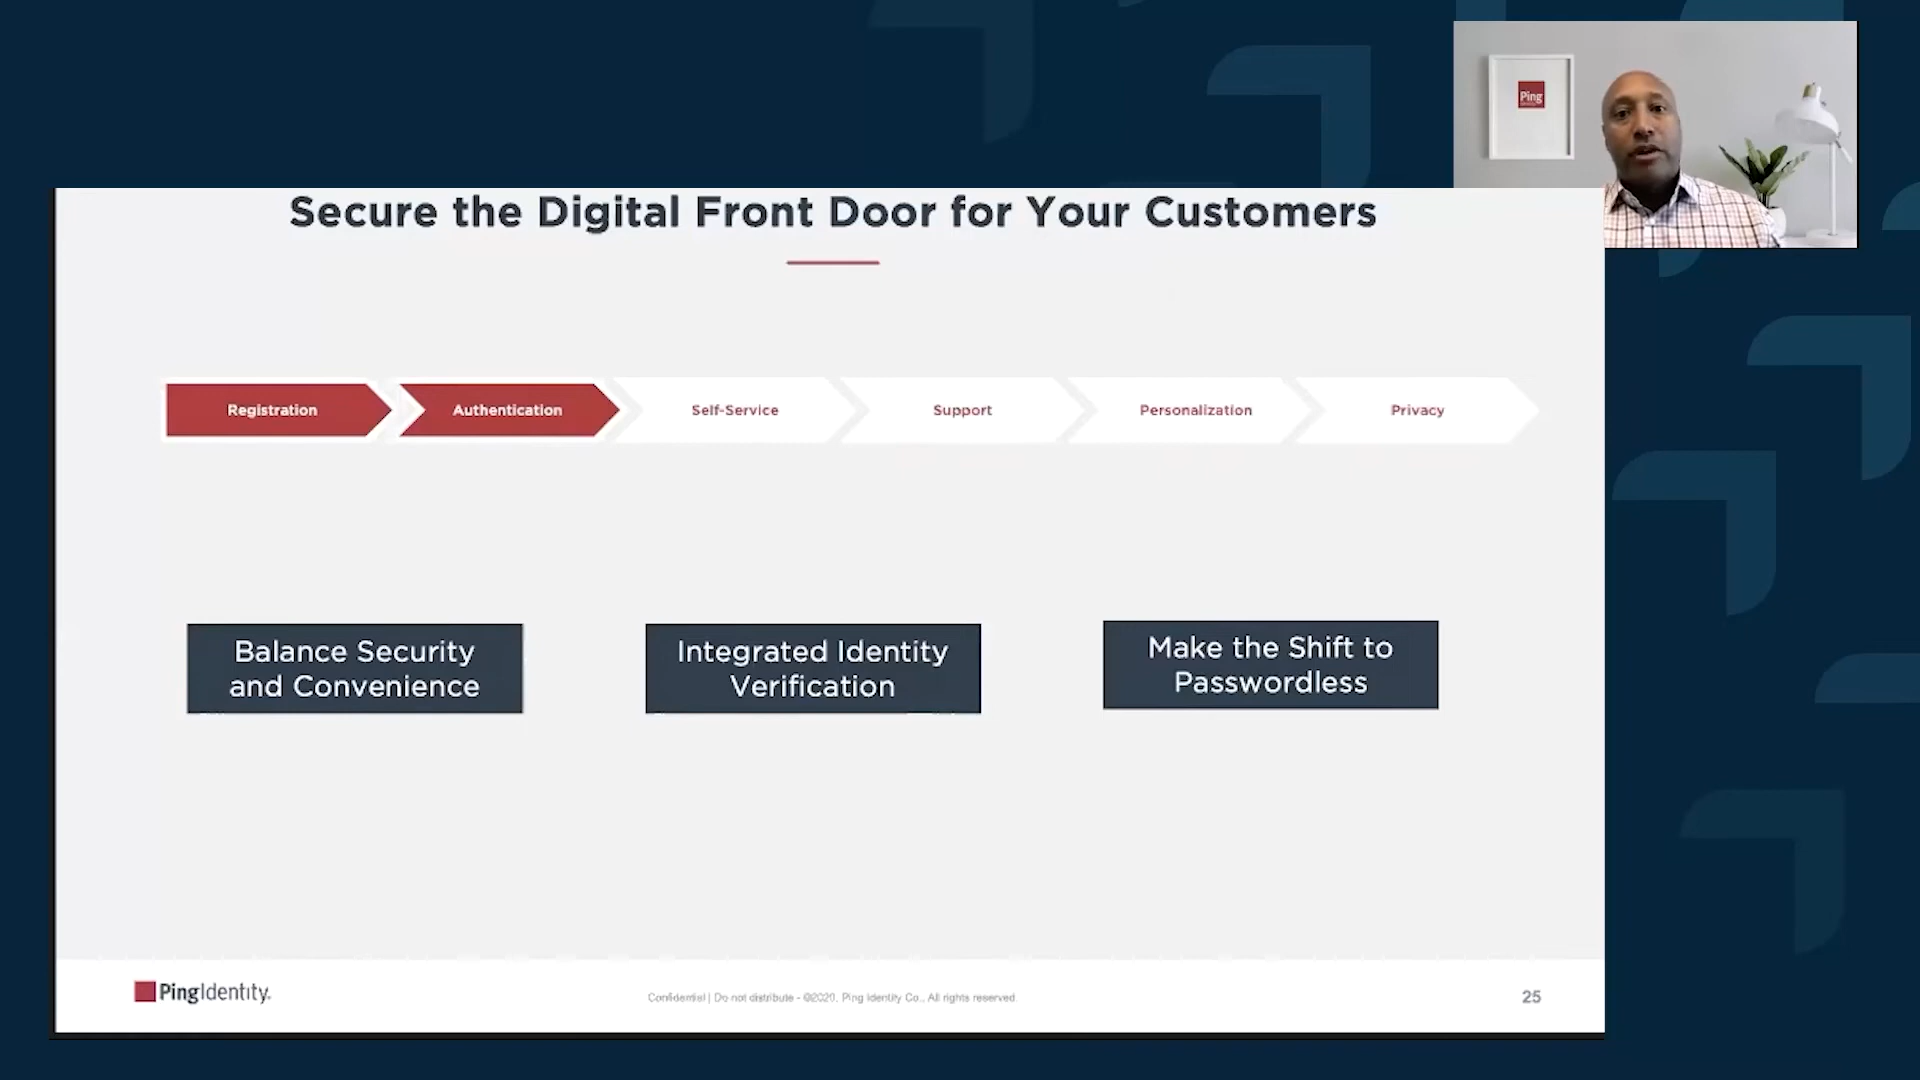 Ping
Secure the Digital Front Door for Your Customers
Registration
Authentication
Self-Service
Support
Personalization
Privacy
Balance Security
and Convenience
Integrated Identity
Verification
Make the Shift to
Passwordless
PingIdentity.
Confidential | Do not distribute - ©2020, Ping Identity Co., All rights reserved.
25